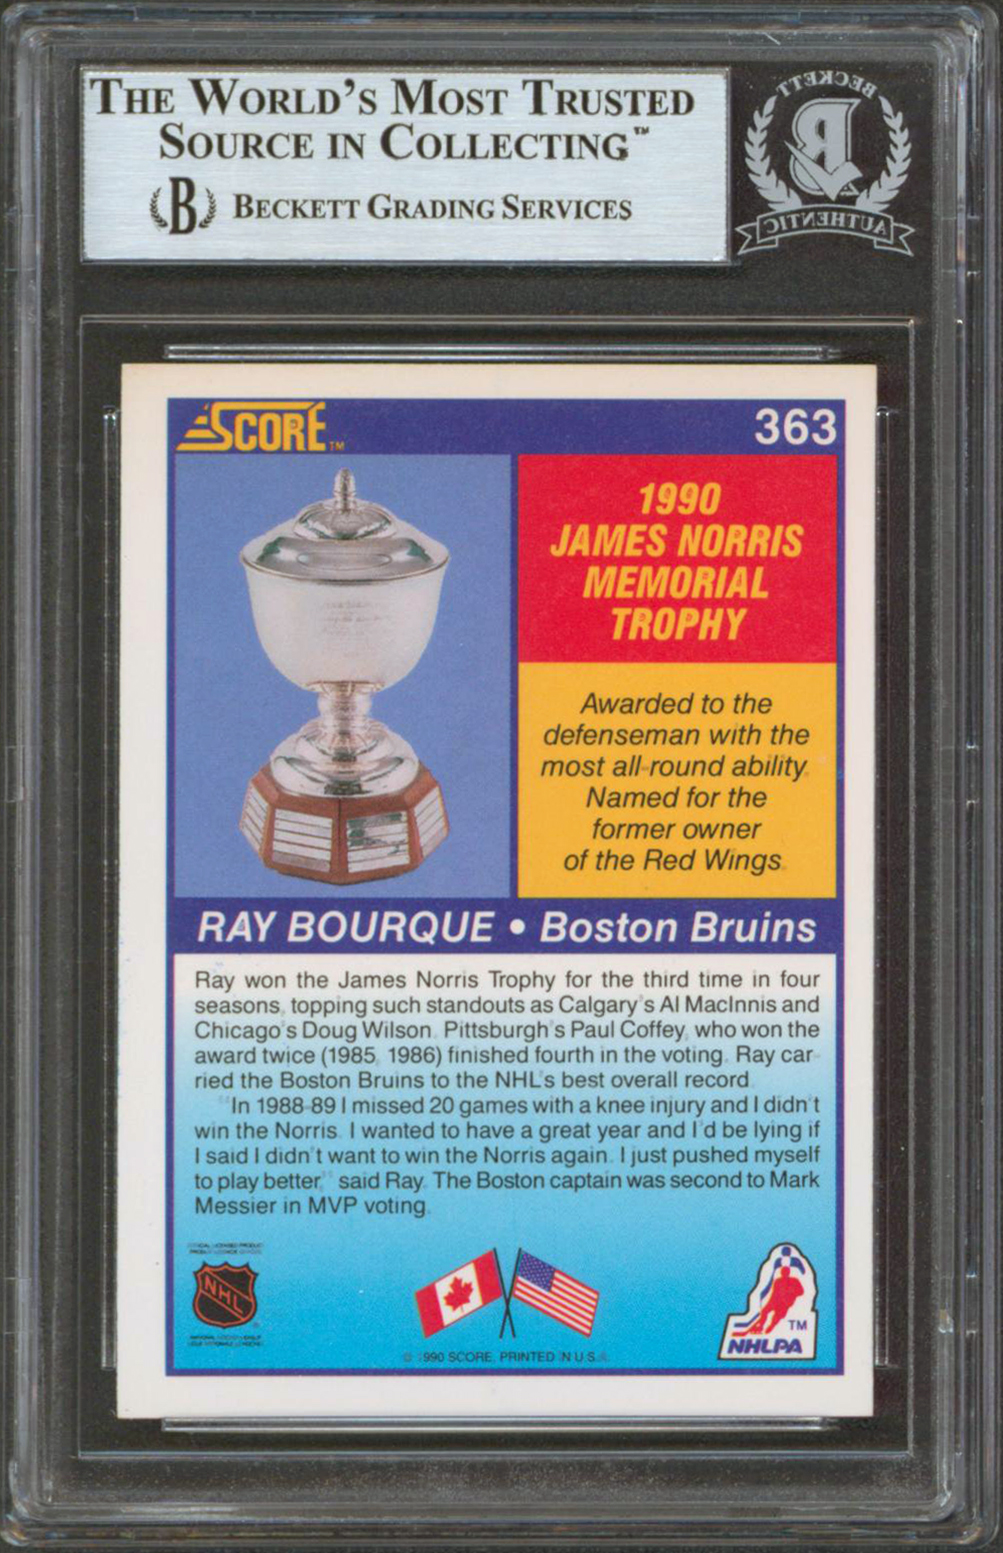 THE WORLD'S MOST TRUSTED
SOURCE IN COLLECTING™
B BECKETT GRADING SERVICES
BECKETT
B
AUTHENTIC
SCORE™
363
1990
JAMES NORRIS
MEMORIAL
TROPHY
Awarded to the
defenseman with the
most all-round ability.
Named for the
former owner
of the Red Wings.
RAY BOURQUE • Boston Bruins
Ray won the James Norris Trophy for the third time in four
seasons, topping such standouts as Calgary's Al MacInnis and
Chicago's Doug Wilson. Pittsburgh's Paul Coffey, who won the
award twice (1985, 1986) finished fourth in the voting. Ray car-
ried the Boston Bruins to the NHL's best overall record.
"In 1988-89 I missed 20 games with a knee injury and I didn't
win the Norris. I wanted to have a great year and I'd be lying if
I said I didn't want to win the Norris again. I just pushed myself
to play better," said Ray. The Boston captain was second to Mark
Messier in MVP voting.
NHL
TM
NHLPA
© 1990 SCORE, PRINTED IN U.S.A.